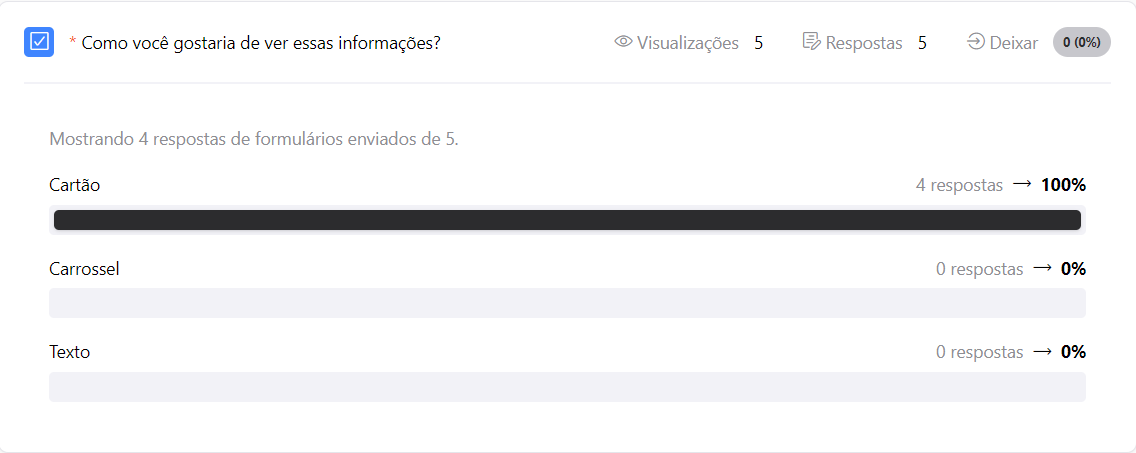 * Como você gostaria de ver essas informações? Visualizações 5 Respostas 5 Deixar 0 (0%)
Mostrando 4 respostas de formulários enviados de 5.
Cartão 4 respostas → 100%
Carrossel 0 respostas → 0%
Texto 0 respostas → 0%